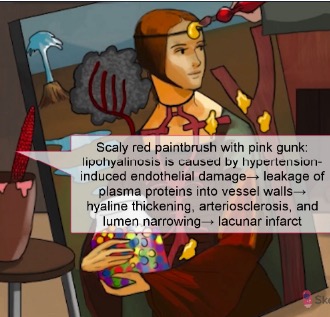 Scaly red paintbrush with pink gunk:
lipohyalinosis is caused by hypertension-
induced endothelial damage→ leakage of
plasma proteins into vessel walls→
hyaline thickening, arteriosclerosis, and
lumen narrowing→ lacunar infarct